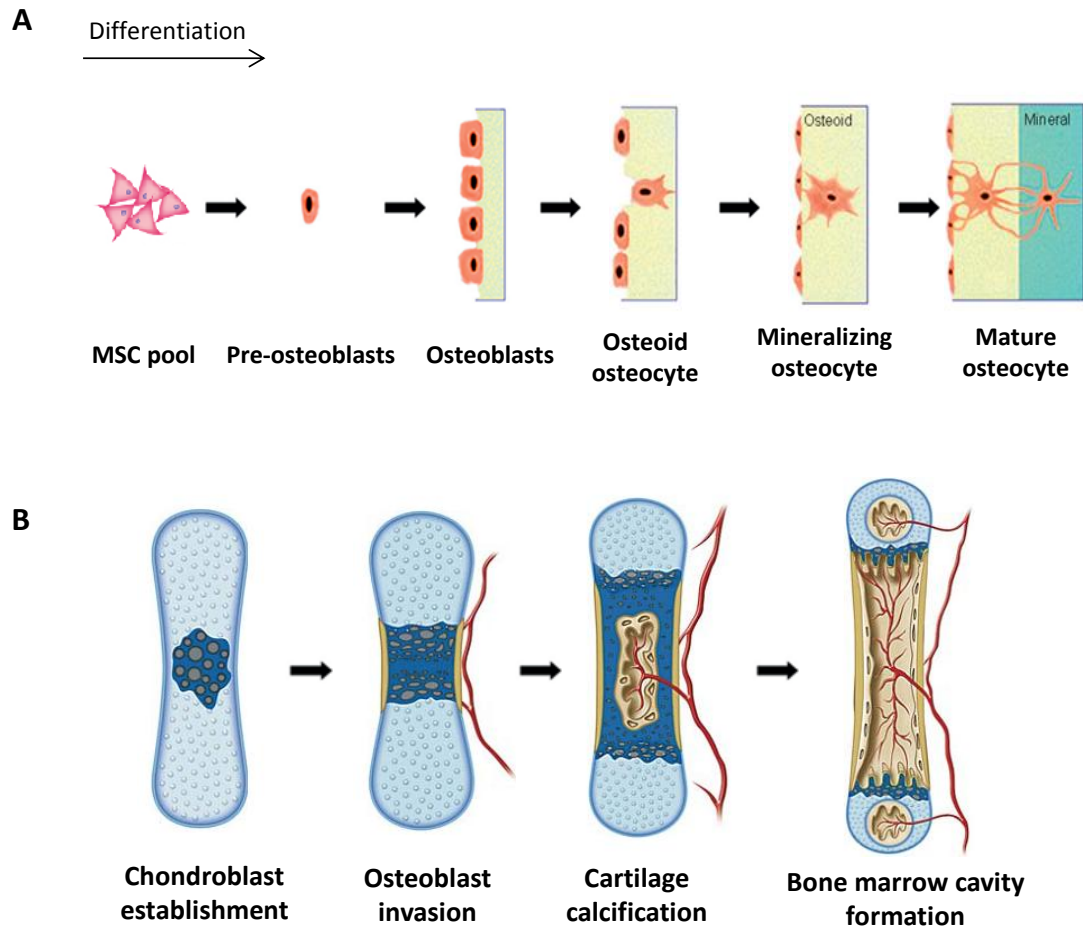 A
Differentiation
Osteoid
Mineral
MSC pool
Pre-osteoblasts
Osteoblasts
Osteoid
osteocyte
Mineralizing
osteocyte
Mature
osteocyte
B
Chondroblast
establishment
Osteoblast
invasion
Cartilage
calcification
Bone marrow cavity
formation